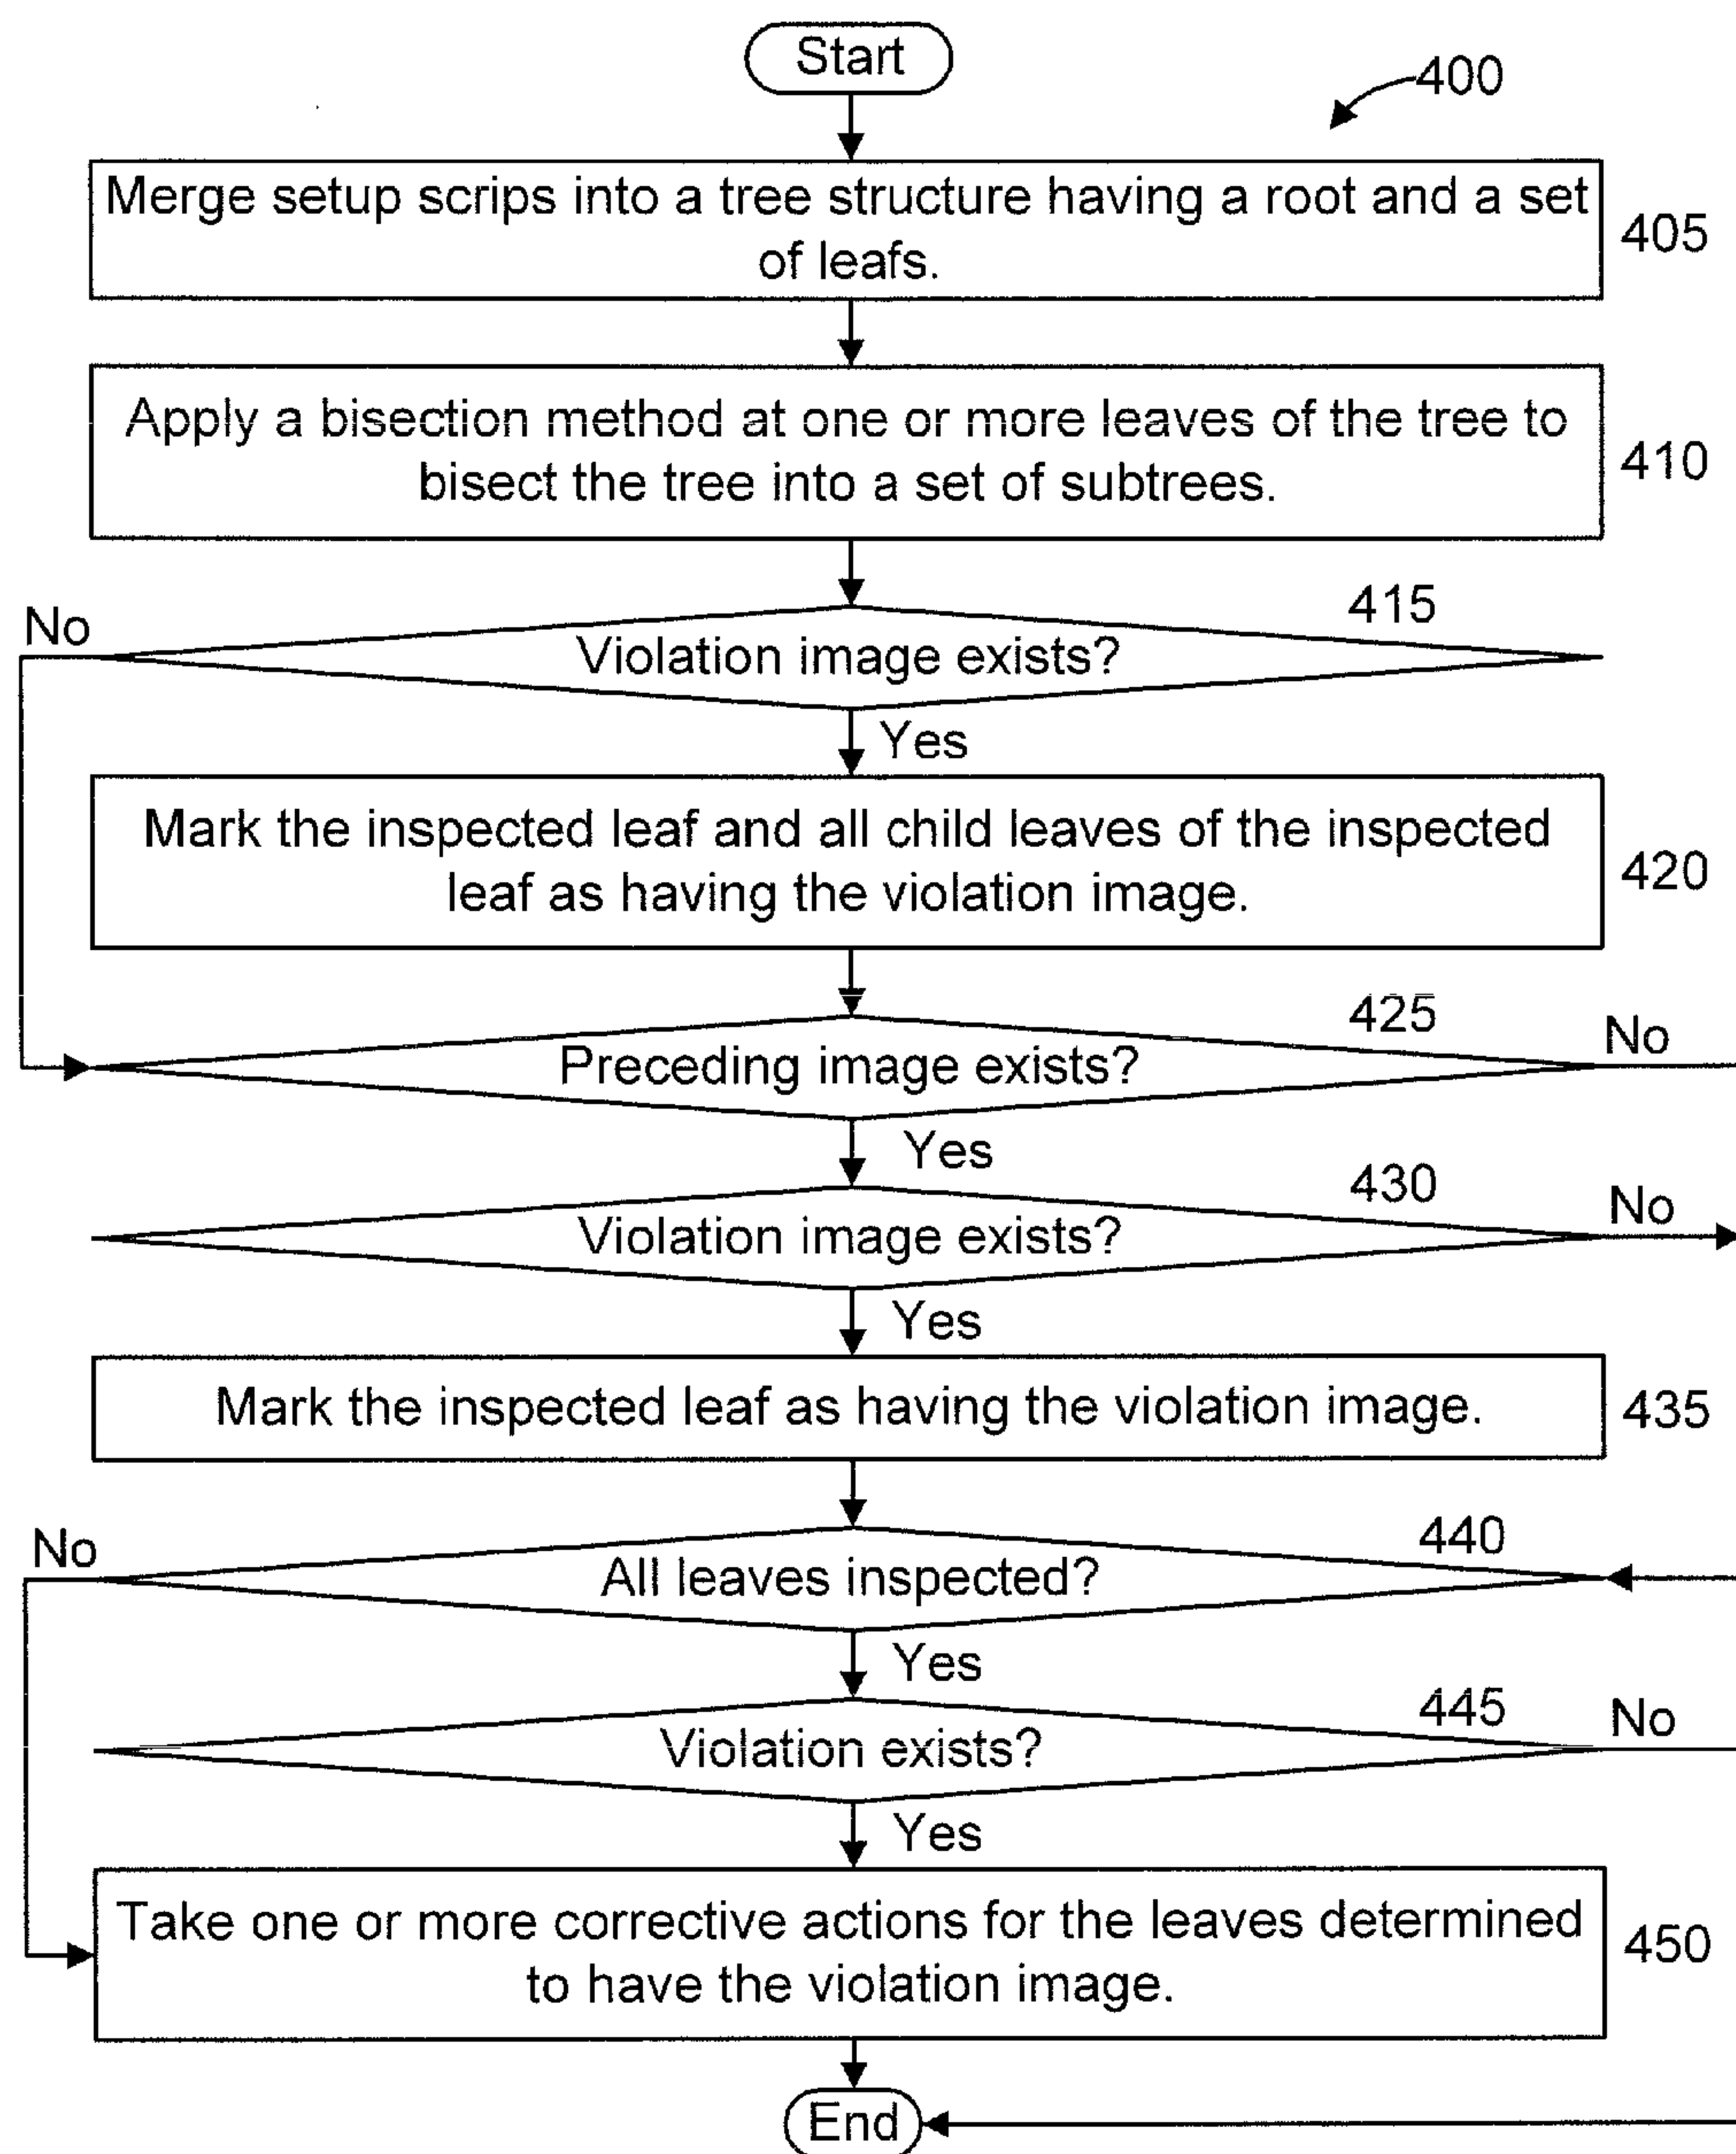 Start
400
Merge setup scrips into a tree structure having a root and a set
of leafs.
405
Apply a bisection method at one or more leaves of the tree to
bisect the tree into a set of subtrees.
410
No
415
Violation image exists?
Yes
Mark the inspected leaf and all child leaves of the inspected
leaf as having the violation image.
420
425
No
Preceding image exists?
Yes
430
No
Violation image exists?
Yes
Mark the inspected leaf as having the violation image.
435
No
440
All leaves inspected?
Yes
445
No
Violation exists?
Yes
Take one or more corrective actions for the leaves determined
to have the violation image.
450
End